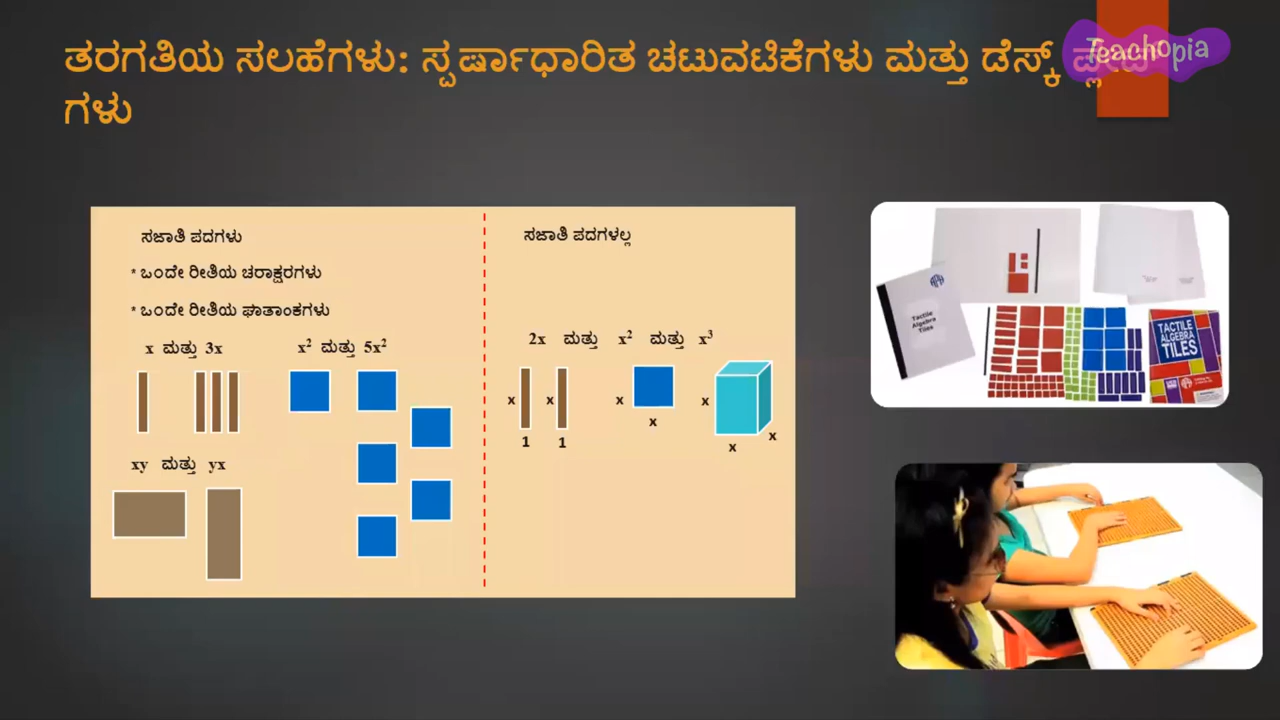 ತರಗತಿಯ ಸಲಹೆಗಳು: ಸ್ಪರ್ಷಾಧಾರಿತ ಚಟುವಟಿಕೆಗಳು ಮತ್ತು ಡೆಸ್ಕ್
ಗಳು
Teachopia
ಸಜಾತಿ ಪದಗಳು
* ಒಂದೇ ರೀತಿಯ ಚರಾಕ್ಷರಗಳು
* ಒಂದೇ ರೀತಿಯ ಘಾತಾಂಕಗಳು
x ಮತ್ತು 3x
x² ಮತ್ತು 5x²
xy ಮತ್ತು yx
ಸಜಾತಿ ಪದಗಳಲ್ಲ
2x ಮತ್ತು x² ಮತ್ತು x³
x x x x
1 1 x x x
Tactile
Algebra
Tiles
TACTILE
ALGEBRA
TILES